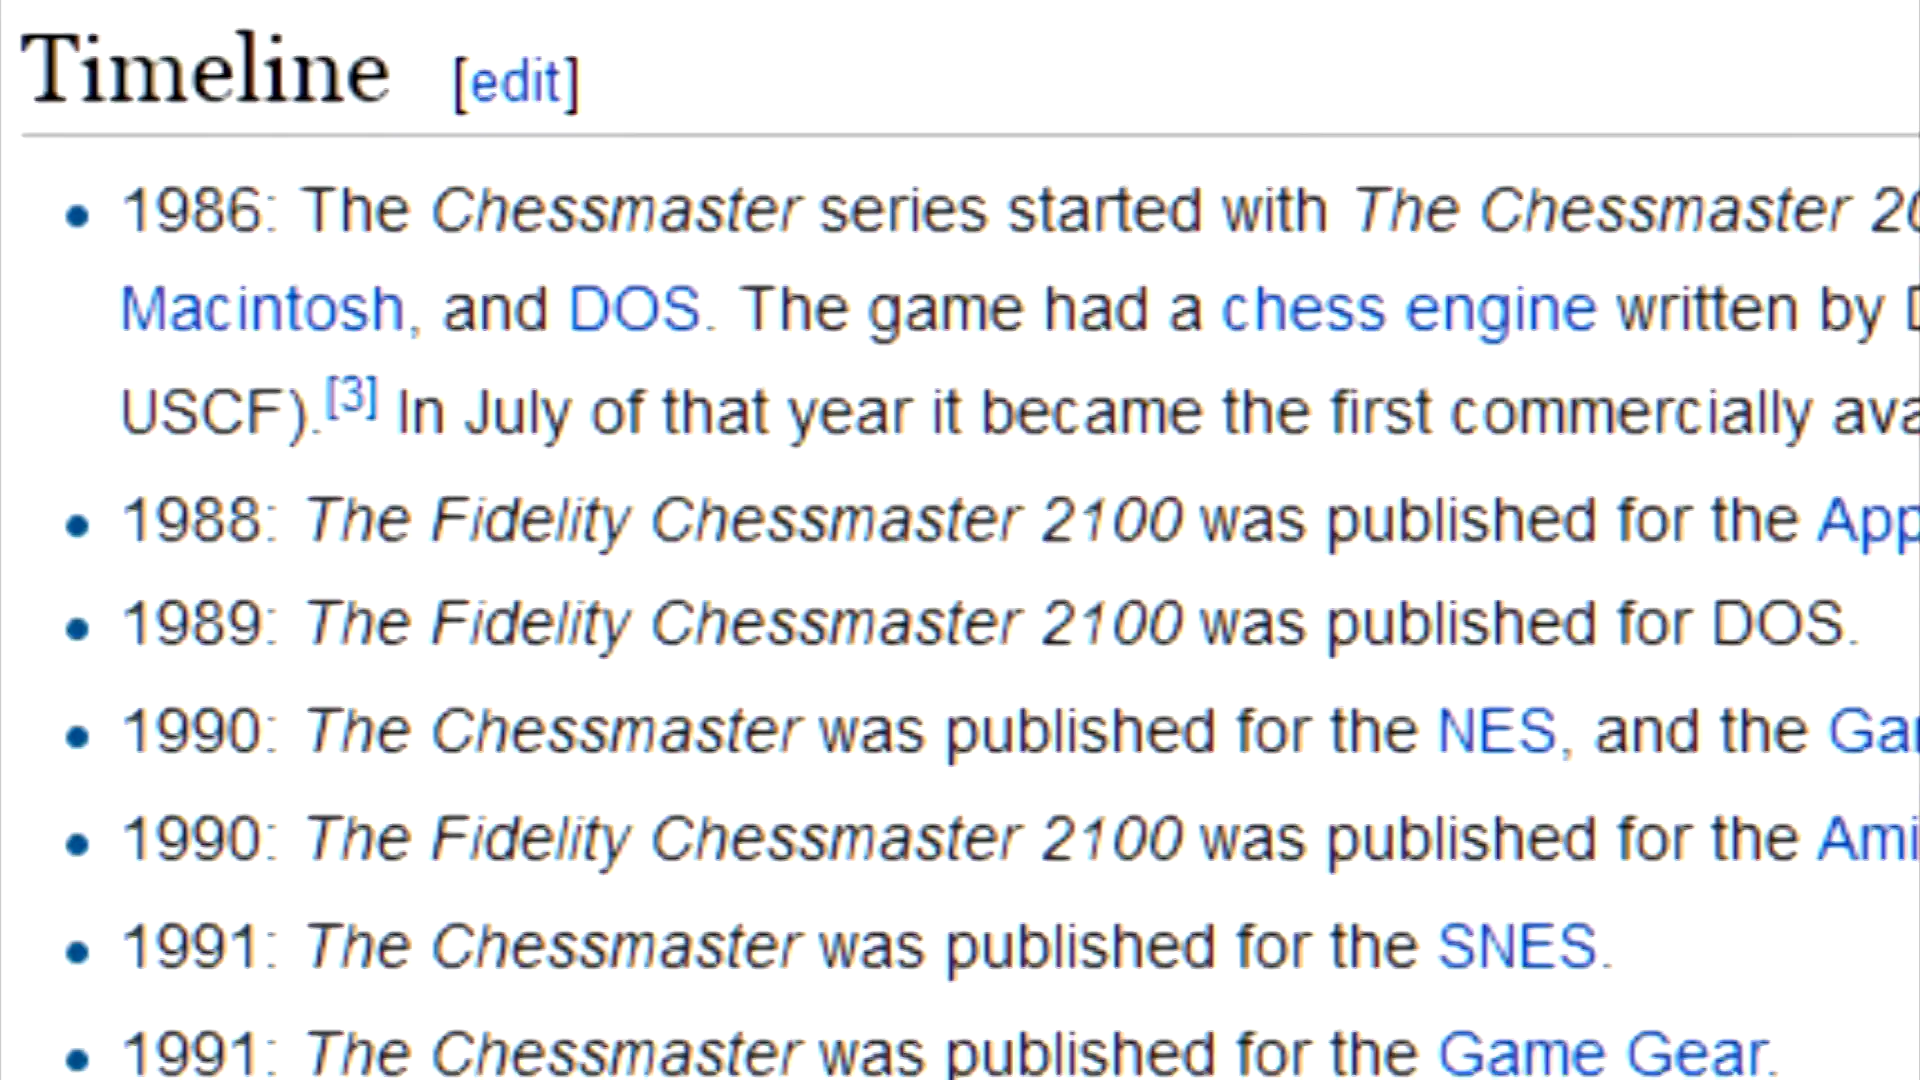 Timeline [edit]
1986: The Chessmaster series started with The Chessmaster
Macintosh, and DOS. The game had a chess engine written by
USCF).[3] In July of that year it became the first commercially
1988: The Fidelity Chessmaster 2100 was published for the
1989: The Fidelity Chessmaster 2100 was published for DOS.
1990: The Chessmaster was published for the NES, and the
1990: The Fidelity Chessmaster 2100 was published for the
1991: The Chessmaster was published for the SNES.
1991: The Chessmaster was published for the Game Gear.